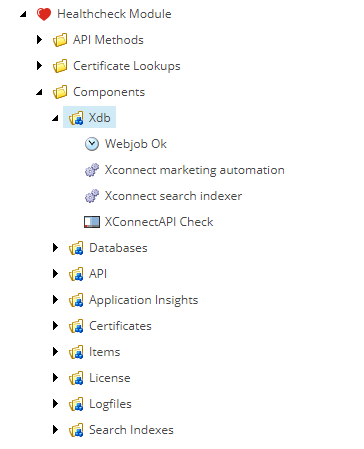 Healthcheck Module
API Methods
Certificate Lookups
Components
Xdb
Webjob Ok
Xconnect marketing automation
Xconnect search indexer
XConnectAPI Check
Databases
API
Application Insights
Certificates
Items
License
Logfiles
Search Indexes